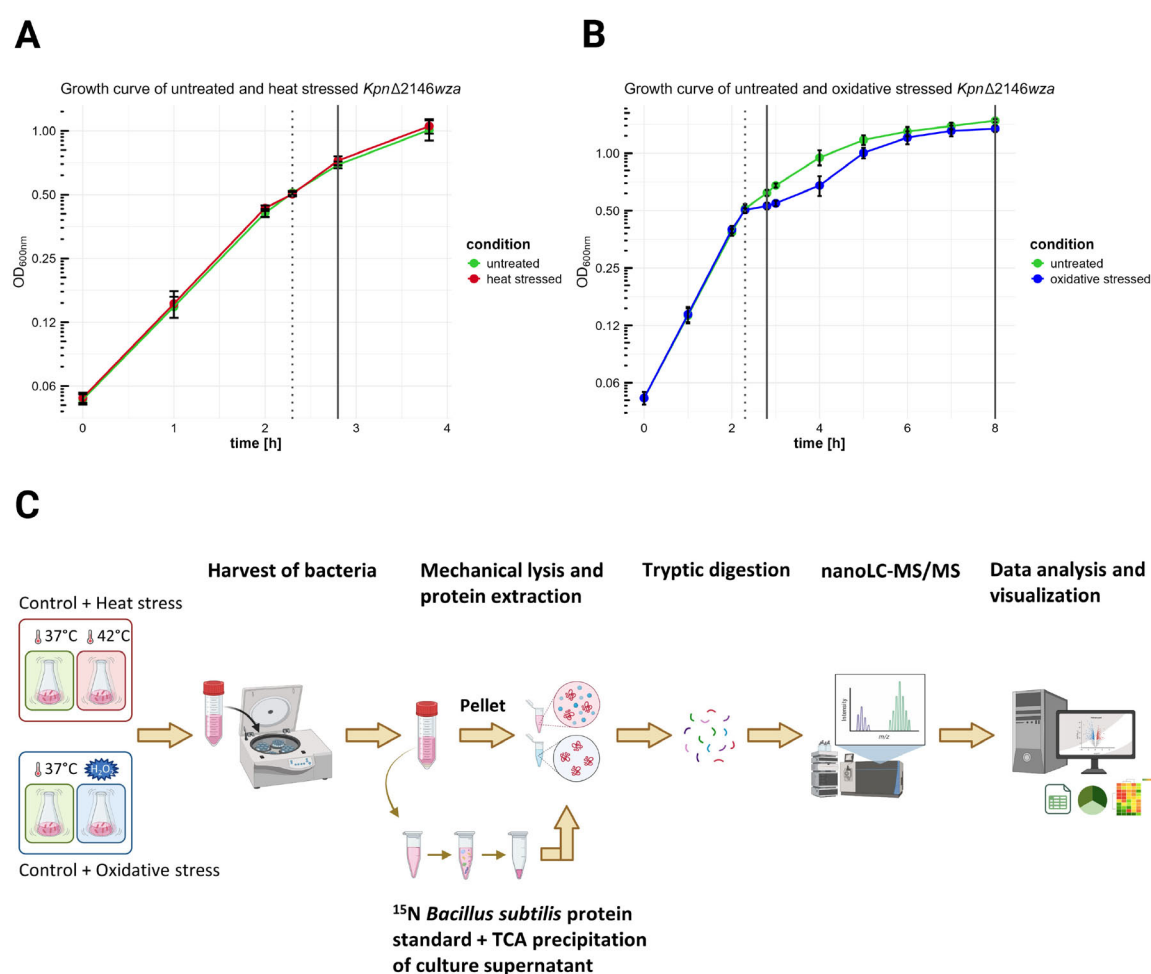 A
Growth curve of untreated and heat stressed KpnΔ2146wza
OD600nm
1.00
0.50
0.25
0.12
0.06
0 1 2 3 4
time [h]
condition
untreated
heat stressed
B
Growth curve of untreated and oxidative stressed KpnΔ2146wza
OD600nm
1.00
0.50
0.25
0.12
0.06
0 2 4 6 8
time [h]
condition
untreated
oxidative stressed
C
Control + Heat stress
37°C 42°C
37°C H2O2
Control + Oxidative stress
Harvest of bacteria
Mechanical lysis and
protein extraction
Pellet
15N Bacillus subtilis protein
standard + TCA precipitation
of culture supernatant
Tryptic digestion
nanoLC-MS/MS
Intensity
m/z
Data analysis and
visualization